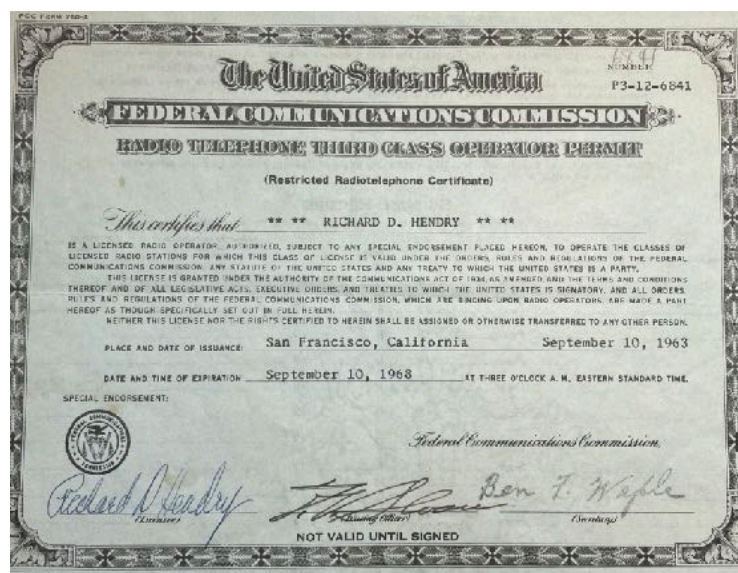 FCC FORM 759-3
NUMBER
P3-12-6841
The United States of America
FEDERAL COMMUNICATIONS COMMISSION
RADIO TELEPHONE THIRD CLASS OPERATOR PERMIT
(Restricted Radiotelephone Certificate)
This certifies that ** ** RICHARD D. HENDRY ** **
IS A LICENSED RADIO OPERATOR, AUTHORIZED, SUBJECT TO ANY SPECIAL ENDORSEMENT PLACED HEREON, TO OPERATE THE CLASSES OF
LICENSED RADIO STATIONS FOR WHICH THIS CLASS OF LICENSE IS VALID UNDER THE ORDERS, RULES AND REGULATIONS OF THE FEDERAL
COMMUNICATIONS COMMISSION, ANY STATUTE OF THE UNITED STATES AND ANY TREATY TO WHICH THE UNITED STATES IS A PARTY.
THIS LICENSE IS GRANTED UNDER THE AUTHORITY OF THE COMMUNICATIONS ACT OF 1934, AS AMENDED AND THE TERMS AND CONDITIONS
THEREOF AND OF ALL LEGISLATIVE ACTS, EXECUTIVE ORDERS, AND TREATIES TO WHICH THE UNITED STATES IS SIGNATORY, AND ALL ORDERS,
RULES AND REGULATIONS OF THE FEDERAL COMMUNICATIONS COMMISSION, WHICH ARE BINDING UPON RADIO OPERATORS, ARE MADE A PART
HEREOF AS THOUGH SPECIFICALLY SET OUT IN FULL HEREIN.
NEITHER THIS LICENSE NOR THE RIGHTS CERTIFIED TO HEREIN SHALL BE ASSIGNED OR OTHERWISE TRANSFERRED TO ANY OTHER PERSON.
PLACE AND DATE OF ISSUANCE: San Francisco, California September 10, 1963
DATE AND TIME OF EXPIRATION September 10, 1968 AT THREE O'CLOCK A. M., EASTERN STANDARD TIME.
SPECIAL ENDORSEMENT:
FEDERAL COMMUNICATIONS COMMISSION
Federal Communications Commission,
Richard D Hendry
Ben F. Waple
(Licensee) (Issuing Officer) (Secretary)
NOT VALID UNTIL SIGNED